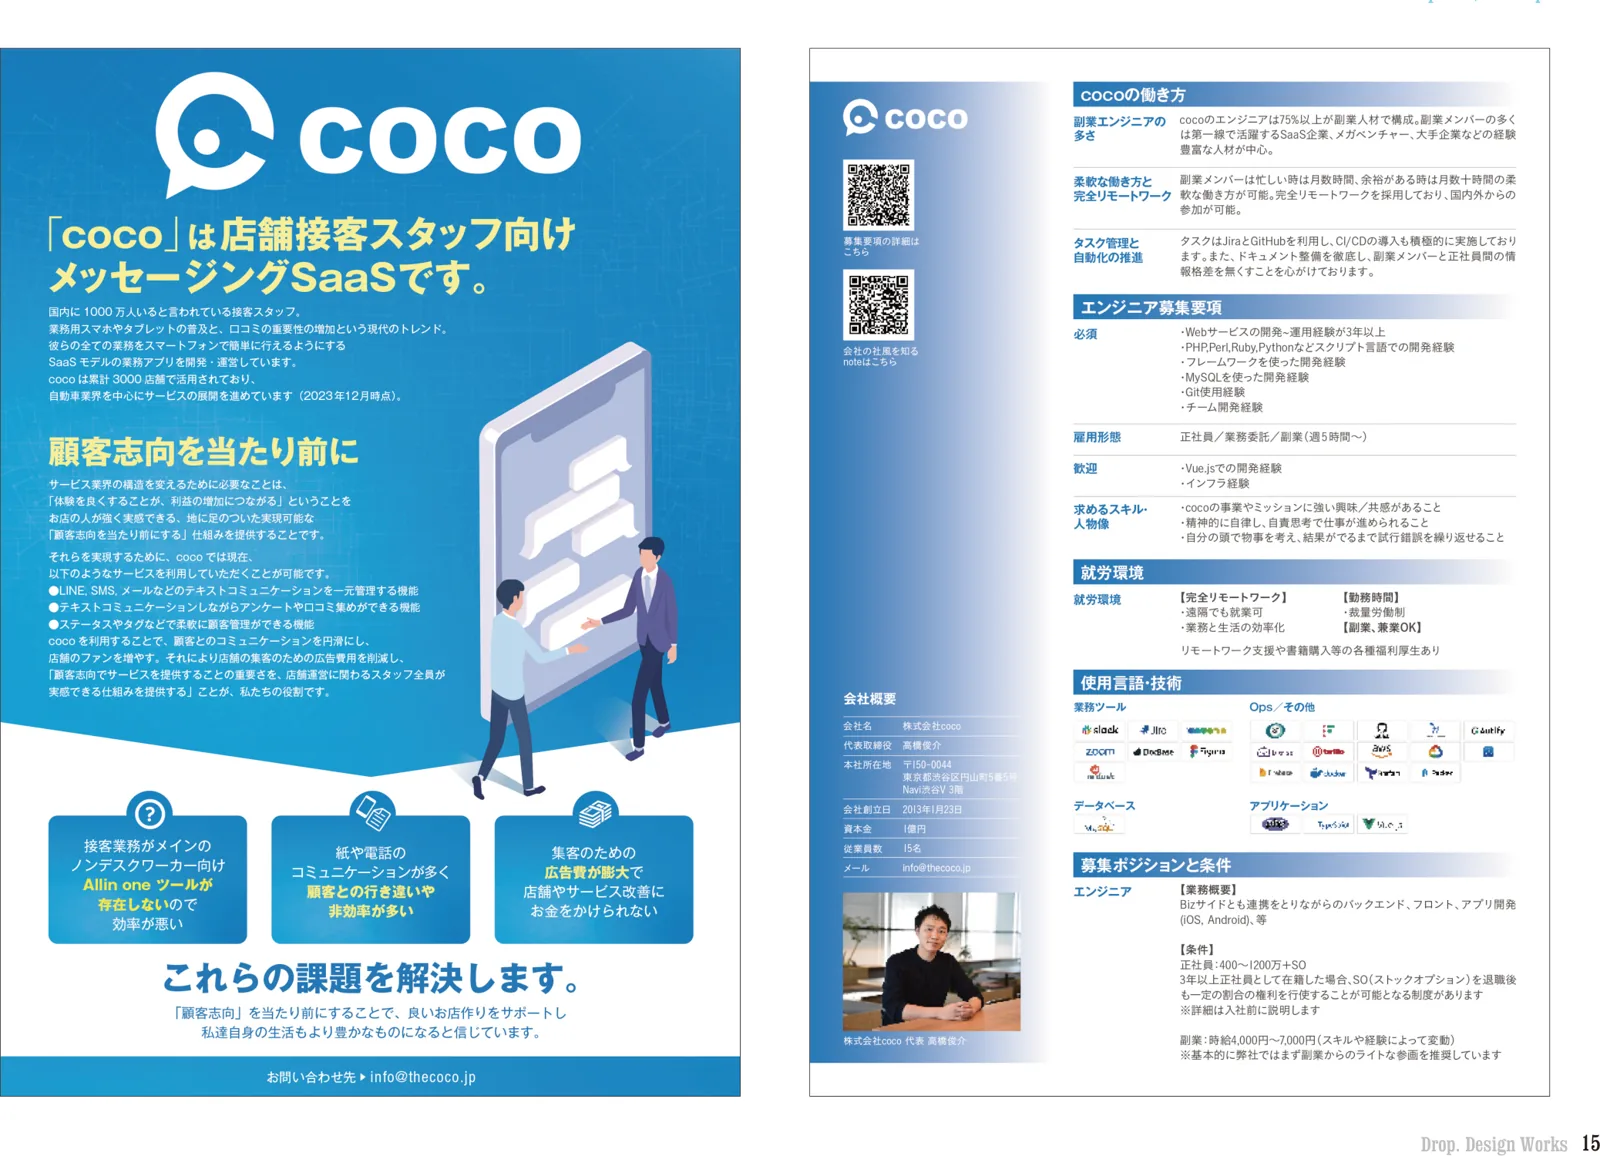 coco
「coco」は店舗接客スタッフ向け
メッセージングSaaSです。
国内に 1000 万人いると言われている接客スタッフ。
業務用スマホやタブレットの普及と、口コミの重要性の増加という現代のトレンド。
彼らの全ての業務をスマートフォンで簡単に行えるようにする
SaaS モデルの業務アプリを開発・運営しています。
coco は累計 3000 店舗で活用されており、
自動車業界を中心にサービスの展開を進めています（2023年12月時点）。
顧客志向を当たり前に
サービス業界の構造を変えるために必要なことは、
「体験を良くすることが、利益の増加につながる」ということを
お店の人が強く実感できる、地に足のついた実現可能な
「顧客志向を当たり前にする」仕組みを提供することです。
それらを実現するために、coco では現在、
以下のようなサービスを利用していただくことが可能です。
●LINE, SMS, メールなどのテキストコミュニケーションを一元管理する機能
●テキストコミュニケーションしながらアンケートや口コミ集めができる機能
●ステータスやタグなどで柔軟に顧客管理ができる機能
coco を利用することで、顧客とのコミュニケーションを円滑にし、
店舗のファンを増やす。それにより店舗の集客のための広告費用を削減し、
「顧客志向でサービスを提供することの重要さを、店舗運営に関わるスタッフ全員が
実感できる仕組みを提供する」ことが、私たちの役割です。
?
接客業務がメインの
ノンデスクワーカー向け
Allin one ツールが
存在しないので
効率が悪い
紙や電話の
コミュニケーションが多く
顧客との行き違いや
非効率が多い
集客のための
広告費が膨大で
店舗やサービス改善に
お金をかけられない
これらの課題を解決します。
「顧客志向」を当たり前にすることで、良いお店作りをサポートし
私達自身の生活もより豊かなものになると信じています。
お問い合わせ先 ▶ info@thecoco.jp
coco
募集要項の詳細は
こちら
会社の社風を知る
noteはこちら
会社概要
会社名 株式会社coco
代表取締役 高橋俊介
本社所在地 〒150-0044
東京都渋谷区円山町5番5号
Navi渋谷V 3階
会社創立日 2013年1月23日
資本金 1億円
従業員数 15名
メール info@thecoco.jp
株式会社coco 代表 高橋俊介
cocoの働き方
副業エンジニアの
多さ
cocoのエンジニアは75%以上が副業人材で構成。副業メンバーの多く
は第一線で活躍するSaaS企業、メガベンチャー、大手企業などの経験
豊富な人材が中心。
柔軟な働き方と
完全リモートワーク
副業メンバーは忙しい時は月数時間、余裕がある時は月数十時間の柔
軟な働き方が可能。完全リモートワークを採用しており、国内外からの
参加が可能。
タスク管理と
自動化の推進
タスクはJiraとGitHubを利用し、CI/CDの導入も積極的に実施しており
ます。また、ドキュメント整備を徹底し、副業メンバーと正社員間の情
報格差を無くすことを心がけております。
エンジニア募集要項
必須
・Webサービスの開発~運用経験が3年以上
・PHP,Perl,Ruby,Pythonなどスクリプト言語での開発経験
・フレームワークを使った開発経験
・MySQLを使った開発経験
・Git使用経験
・チーム開発経験
雇用形態 正社員／業務委託／副業（週5時間〜）
歓迎
・Vue.jsでの開発経験
・インフラ経験
求めるスキル・
人物像
・cocoの事業やミッションに強い興味／共感があること
・精神的に自律し、自責思考で仕事が進められること
・自分の頭で物事を考え、結果がでるまで試行錯誤を繰り返せること
就労環境
就労環境
【完全リモートワーク】
・遠隔でも就業可
・業務と生活の効率化
【勤務時間】
・裁量労働制
【副業、兼業OK】
リモートワーク支援や書籍購入等の各種福利厚生あり
使用言語・技術
業務ツール
slack Jira
zoom DocBase Figma
Ops／その他
Autify
twilio aws
Firebase docker
データベース
MySQL
アプリケーション
php TypeScript Vue.js
募集ポジションと条件
エンジニア
【業務概要】
Bizサイドとも連携をとりながらのバックエンド、フロント、アプリ開発
(iOS, Android)、等
【条件】
正社員：400〜1200万+SO
3年以上正社員として在籍した場合、SO（ストックオプション）を退職後
も一定の割合の権利を行使することが可能となる制度があります
※詳細は入社前に説明します
副業：時給4,000円〜7,000円（スキルや経験によって変動）
※基本的に弊社ではまず副業からのライトな参画を推奨しています
Drop. Design Works 15